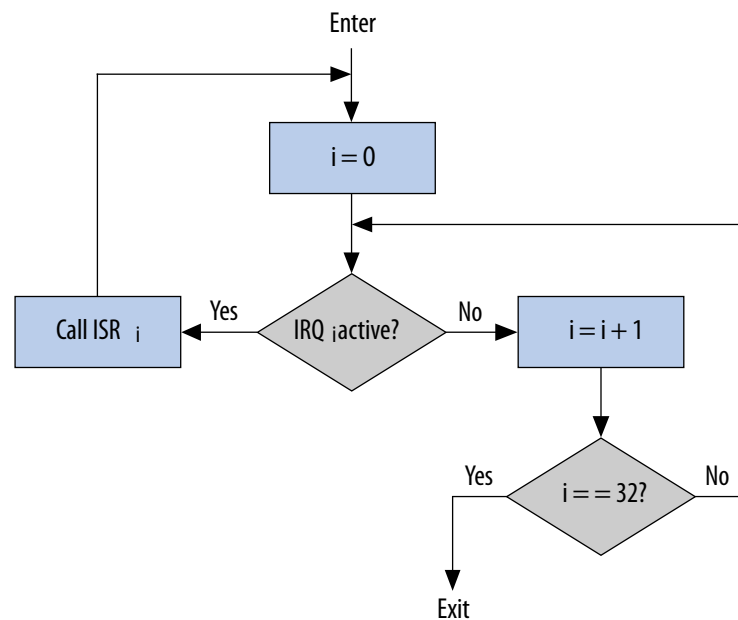 Enter
i = 0
Yes
No
Call ISR i
IRQ i active?
i = i + 1
Yes
No
i = = 32?
Exit